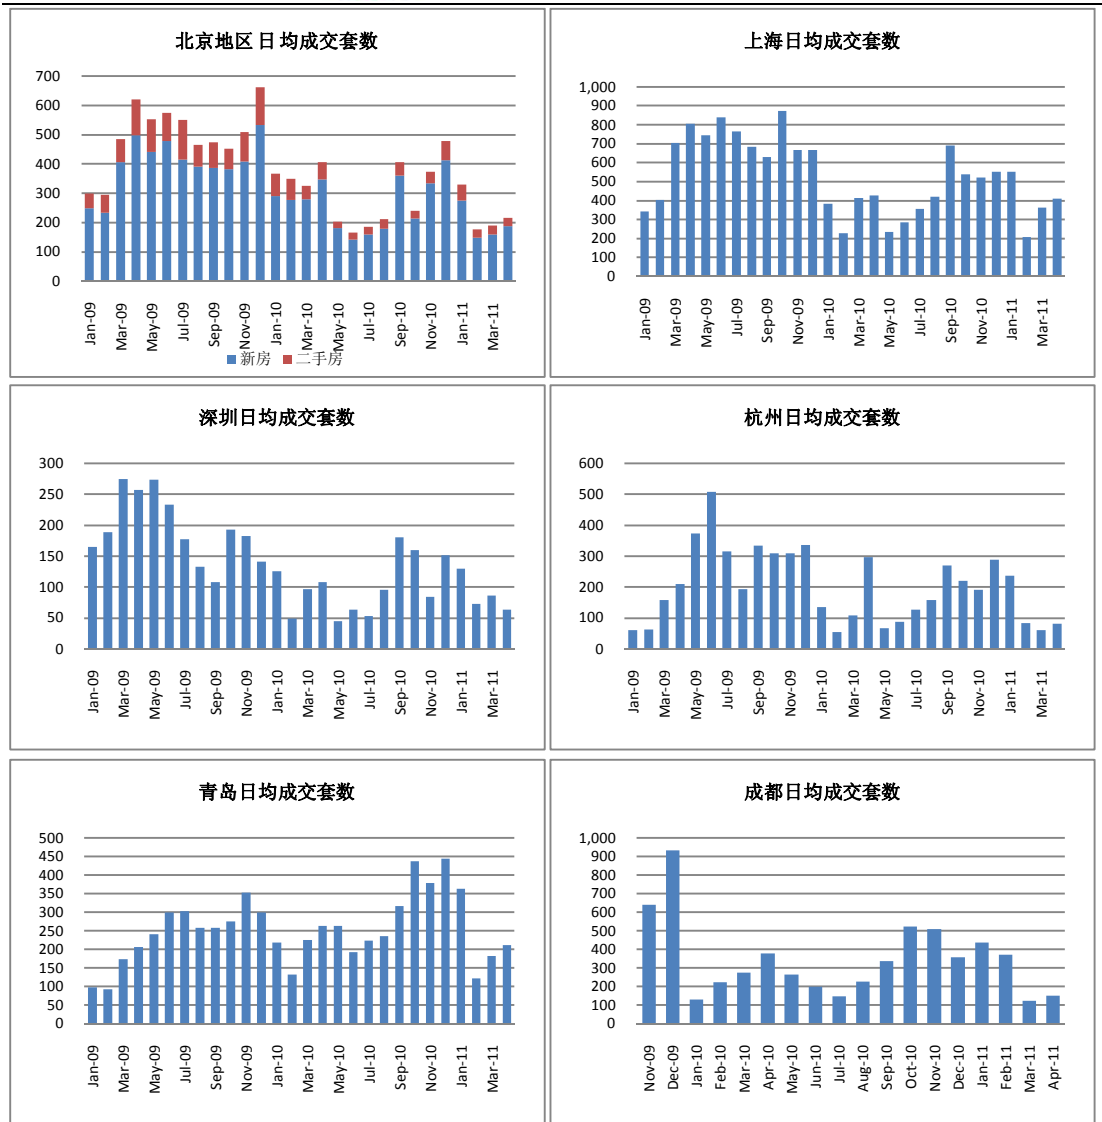 北京地区日均成交套数
700
600
500
400
300
200
100
0
Jan-09
Mar-09
May-09
Jul-09
Sep-09
Nov-09
Jan-10
Mar-10
May-10
Jul-10
Sep-10
Nov-10
Jan-11
Mar-11
新房 二手房
上海日均成交套数
1,000
900
800
700
600
500
400
300
200
100
0
Jan-09
Mar-09
May-09
Jul-09
Sep-09
Nov-09
Jan-10
Mar-10
May-10
Jul-10
Sep-10
Nov-10
Jan-11
Mar-11
深圳日均成交套数
300
250
200
150
100
50
0
Jan-09
Mar-09
May-09
Jul-09
Sep-09
Nov-09
Jan-10
Mar-10
May-10
Jul-10
Sep-10
Nov-10
Jan-11
Mar-11
杭州日均成交套数
600
500
400
300
200
100
0
Jan-09
Mar-09
May-09
Jul-09
Sep-09
Nov-09
Jan-10
Mar-10
May-10
Jul-10
Sep-10
Nov-10
Jan-11
Mar-11
青岛日均成交套数
500
450
400
350
300
250
200
150
100
50
0
Jan-09
Mar-09
May-09
Jul-09
Sep-09
Nov-09
Jan-10
Mar-10
May-10
Jul-10
Sep-10
Nov-10
Jan-11
Mar-11
成都日均成交套数
1,000
900
800
700
600
500
400
300
200
100
0
Nov-09
Dec-09
Jan-10
Feb-10
Mar-10
Apr-10
May-10
Jun-10
Jul-10
Aug-10
Sep-10
Oct-10
Nov-10
Dec-10
Jan-11
Feb-11
Mar-11
Apr-11